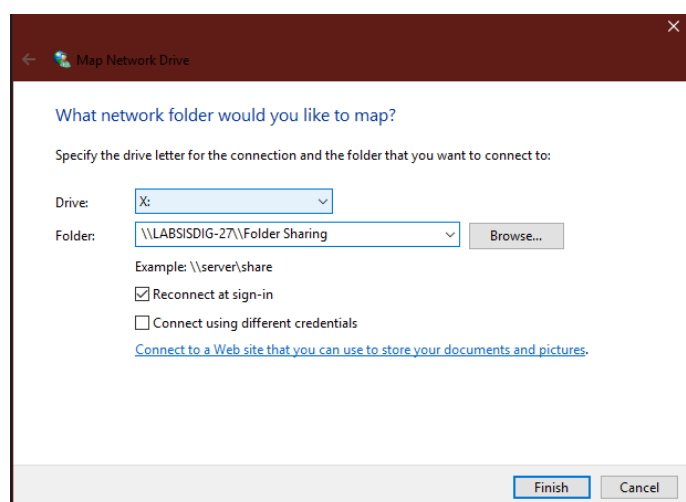 Map Network Drive
What network folder would you like to map?
Specify the drive letter for the connection and the folder that you want to connect to:
Drive: X:
Folder: \\LABSISDIG-27\\Folder Sharing Browse...
Example: \\server\share
Reconnect at sign-in
Connect using different credentials
Connect to a Web site that you can use to store your documents and pictures.
Finish Cancel